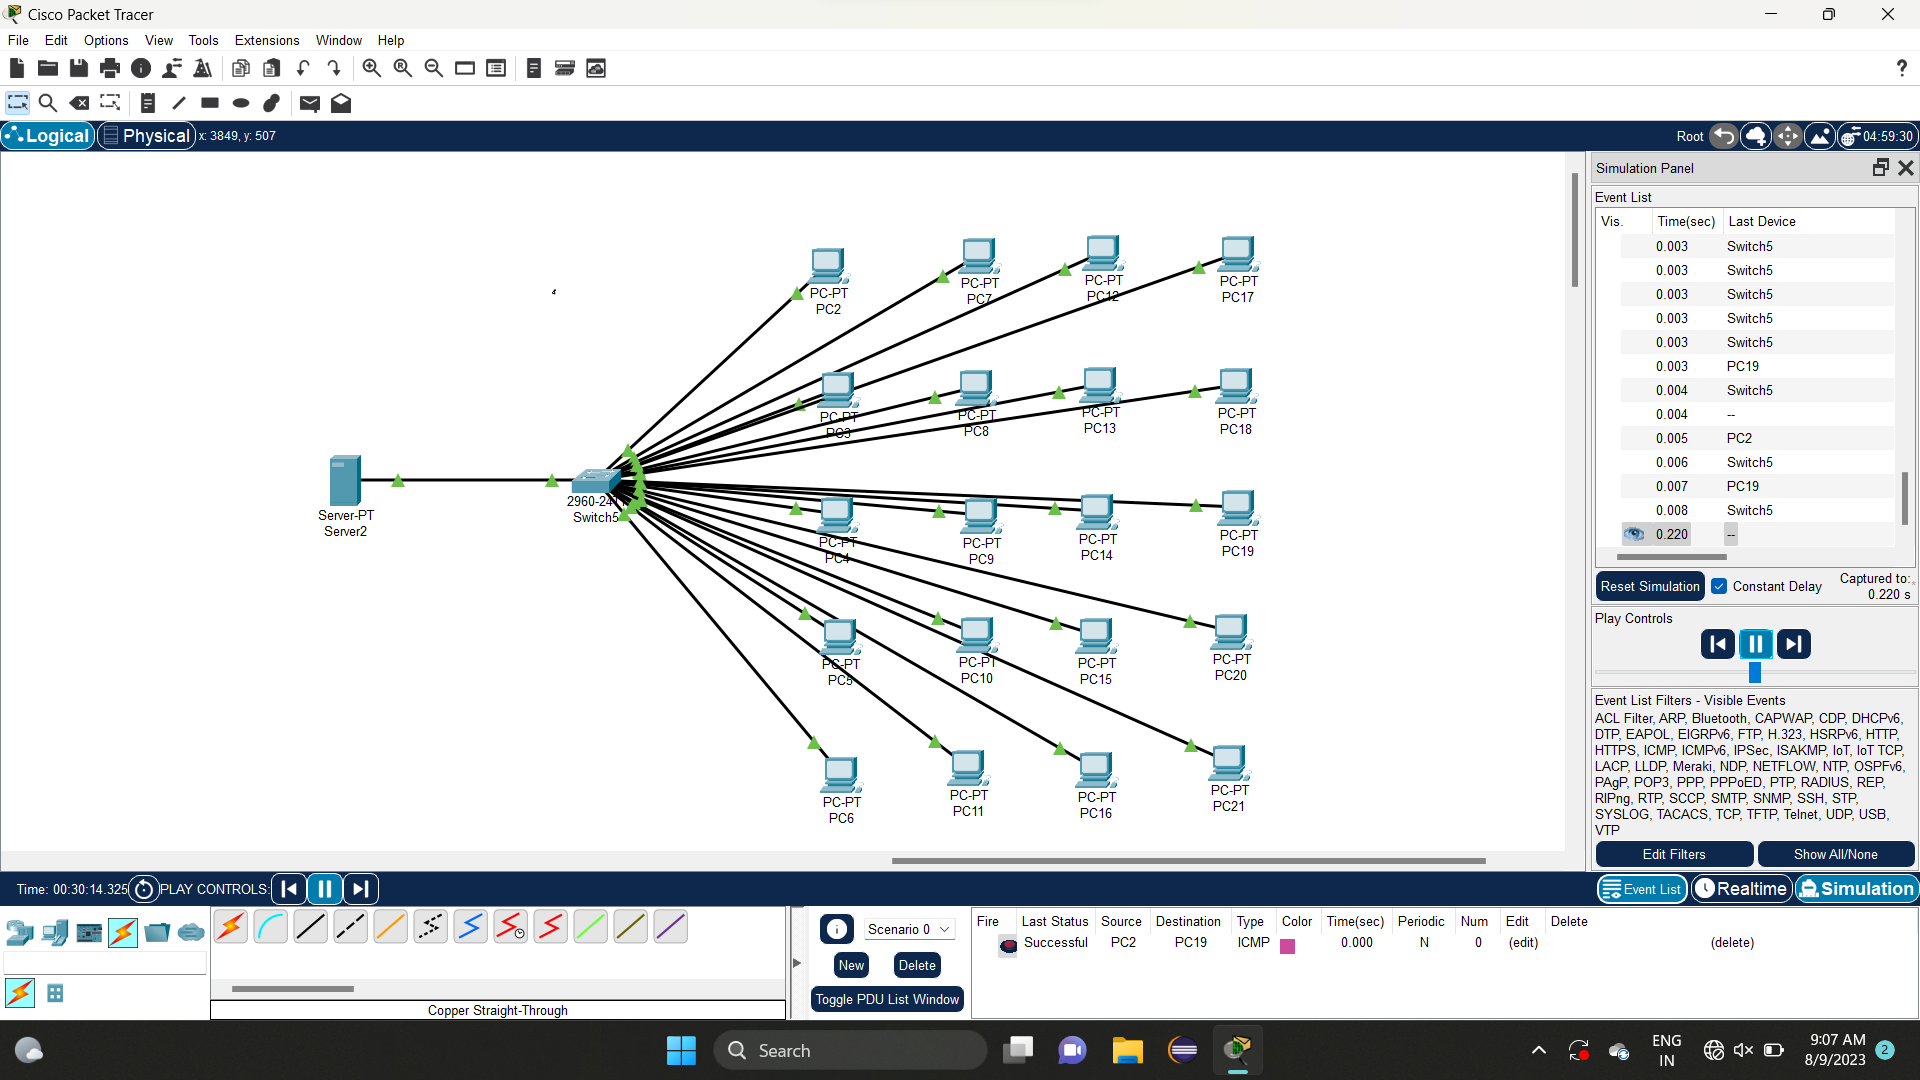 Cisco Packet Tracer
File Edit Options View Tools Extensions Window Help
?
Logical Physical x: 3849, y: 507 Root 04:59:30
PC-PT
PC2
PC-PT
PC7
PC-PT
PC12
PC-PT
PC17
PC-PT
PC3
PC-PT
PC8
PC-PT
PC13
PC-PT
PC18
Server-PT
Server2
Switch5
PC-PT
PC4
PC-PT
PC9
PC-PT
PC14
PC-PT
PC19
PC-PT
PC5
PC-PT
PC10
PC-PT
PC15
PC-PT
PC20
PC-PT
PC6
PC-PT
PC11
PC-PT
PC16
PC-PT
PC21
Simulation Panel
Event List
Vis. Time(sec) Last Device
0.003 Switch5
0.003 Switch5
0.003 Switch5
0.003 Switch5
0.003 Switch5
0.003 PC19
0.004 Switch5
0.004 --
0.005 PC2
0.006 Switch5
0.007 PC19
0.008 Switch5
0.220 --
Reset Simulation Constant Delay Captured to:
0.220 s
Play Controls
Event List Filters - Visible Events
ACL Filter, ARP, Bluetooth, CAPWAP, CDP, DHCPv6,
DTP, EAPOL, EIGRPv6, FTP, H.323, HSRPv6, HTTP,
HTTPS, ICMP, ICMPv6, IPSec, ISAKMP, IoT, IoT TCP,
LACP, LLDP, Meraki, NDP, NETFLOW, NTP, OSPFv6,
PAgP, POP3, PPP, PPPoED, PTP, RADIUS, REP,
RIPng, RTP, SCCP, SMTP, SNMP, SSH, STP,
SYSLOG, TACACS, TCP, TFTP, Telnet, UDP, USB,
VTP
Edit Filters Show All/None
Time: 00:30:14.325 PLAY CONTROLS: Event List Realtime Simulation
Copper Straight-Through
Scenario 0
New Delete
Toggle PDU List Window
Fire Last Status Source Destination Type Color Time(sec) Periodic Num Edit Delete
Successful PC2 PC19 ICMP 0.000 N 0 (edit) (delete)
Search
ENG
IN
9:07 AM
8/9/2023
2